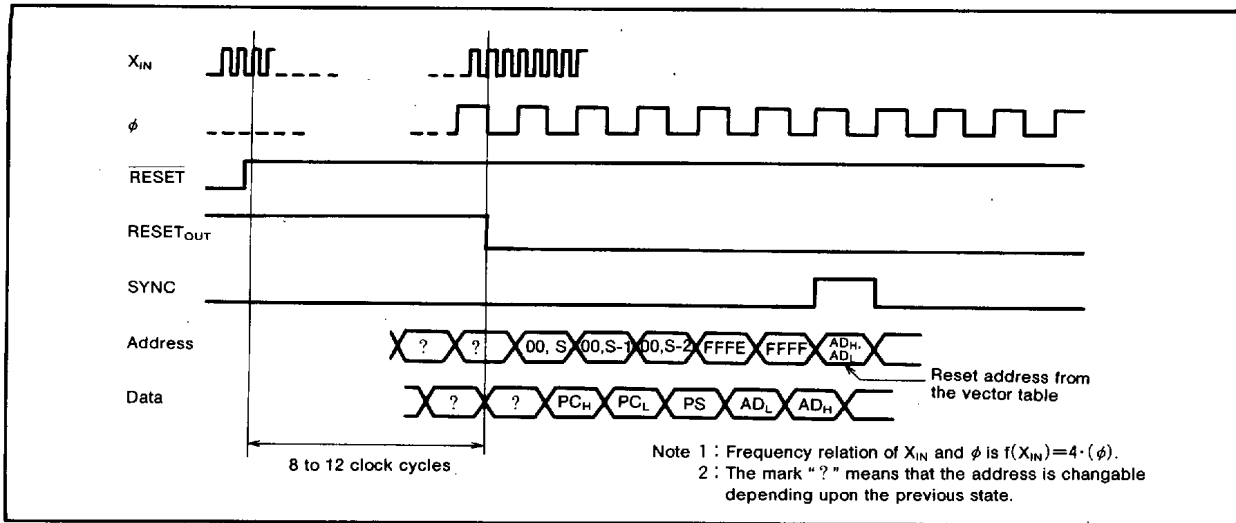 XIN
ϕ
RESET
RESETOUT
SYNC
Address ? ? 00, S 00,S-1 00,S-2 FFFE FFFF ADH, ADL
Reset address from
the vector table
Data ? ? PCH PCL PS ADL ADH
8 to 12 clock cycles
Note 1 : Frequency relation of XIN and ϕ is f(XIN)=4·(ϕ).
2 : The mark "?" means that the address is changable
depending upon the previous state.